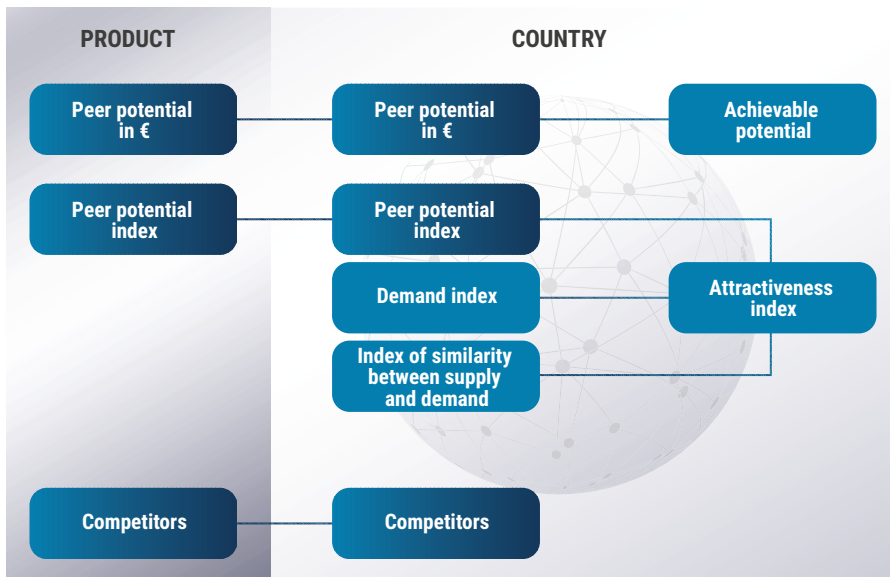 PRODUCT
COUNTRY
Peer potential
in €
Peer potential
in €
Achievable
potential
Peer potential
index
Peer potential
index
Demand index
Attractiveness
index
Index of similarity
between supply
and demand
Competitors
Competitors